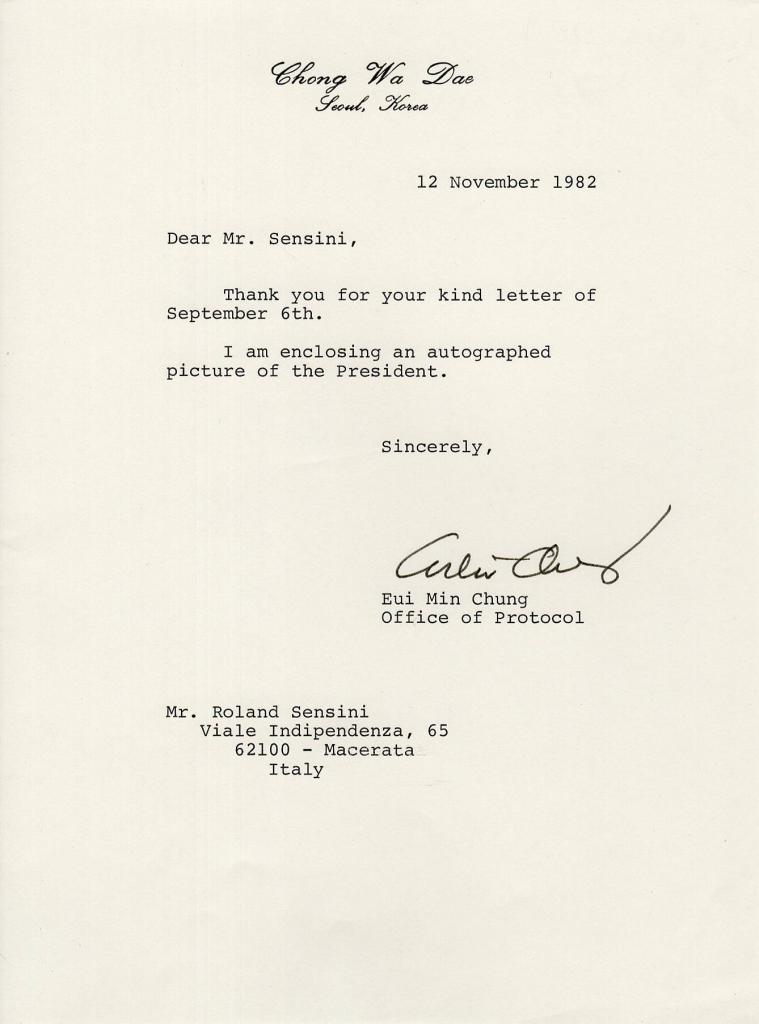 Chong Wa Dae
Seoul, Korea
12 November 1982
Dear Mr. Sensini,
Thank you for your kind letter of
September 6th.
I am enclosing an autographed
picture of the President.
Sincerely,
Eui Min Chung
Office of Protocol
Mr. Roland Sensini
Viale Indipendenza, 65
62100 - Macerata
Italy